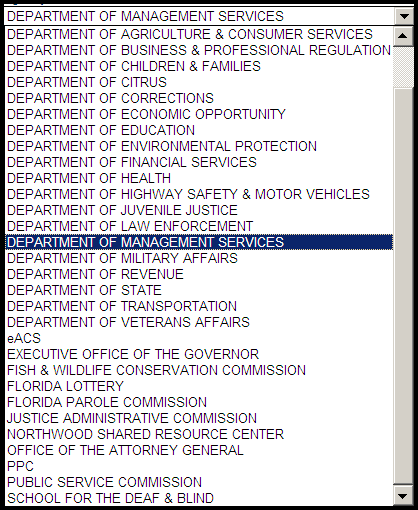 DEPARTMENT OF MANAGEMENT SERVICES
DEPARTMENT OF AGRICULTURE & CONSUMER SERVICES
DEPARTMENT OF BUSINESS & PROFESSIONAL REGULATION
DEPARTMENT OF CHILDREN & FAMILIES
DEPARTMENT OF CITRUS
DEPARTMENT OF CORRECTIONS
DEPARTMENT OF ECONOMIC OPPORTUNITY
DEPARTMENT OF EDUCATION
DEPARTMENT OF ENVIRONMENTAL PROTECTION
DEPARTMENT OF FINANCIAL SERVICES
DEPARTMENT OF HEALTH
DEPARTMENT OF HIGHWAY SAFETY & MOTOR VEHICLES
DEPARTMENT OF JUVENILE JUSTICE
DEPARTMENT OF LAW ENFORCEMENT
DEPARTMENT OF MANAGEMENT SERVICES
DEPARTMENT OF MILITARY AFFAIRS
DEPARTMENT OF REVENUE
DEPARTMENT OF STATE
DEPARTMENT OF TRANSPORTATION
DEPARTMENT OF VETERANS AFFAIRS
eACS
EXECUTIVE OFFICE OF THE GOVERNOR
FISH & WILDLIFE CONSERVATION COMMISSION
FLORIDA LOTTERY
FLORIDA PAROLE COMMISSION
JUSTICE ADMINISTRATIVE COMMISSION
NORTHWOOD SHARED RESOURCE CENTER
OFFICE OF THE ATTORNEY GENERAL
PPC
PUBLIC SERVICE COMMISSION
SCHOOL FOR THE DEAF & BLIND